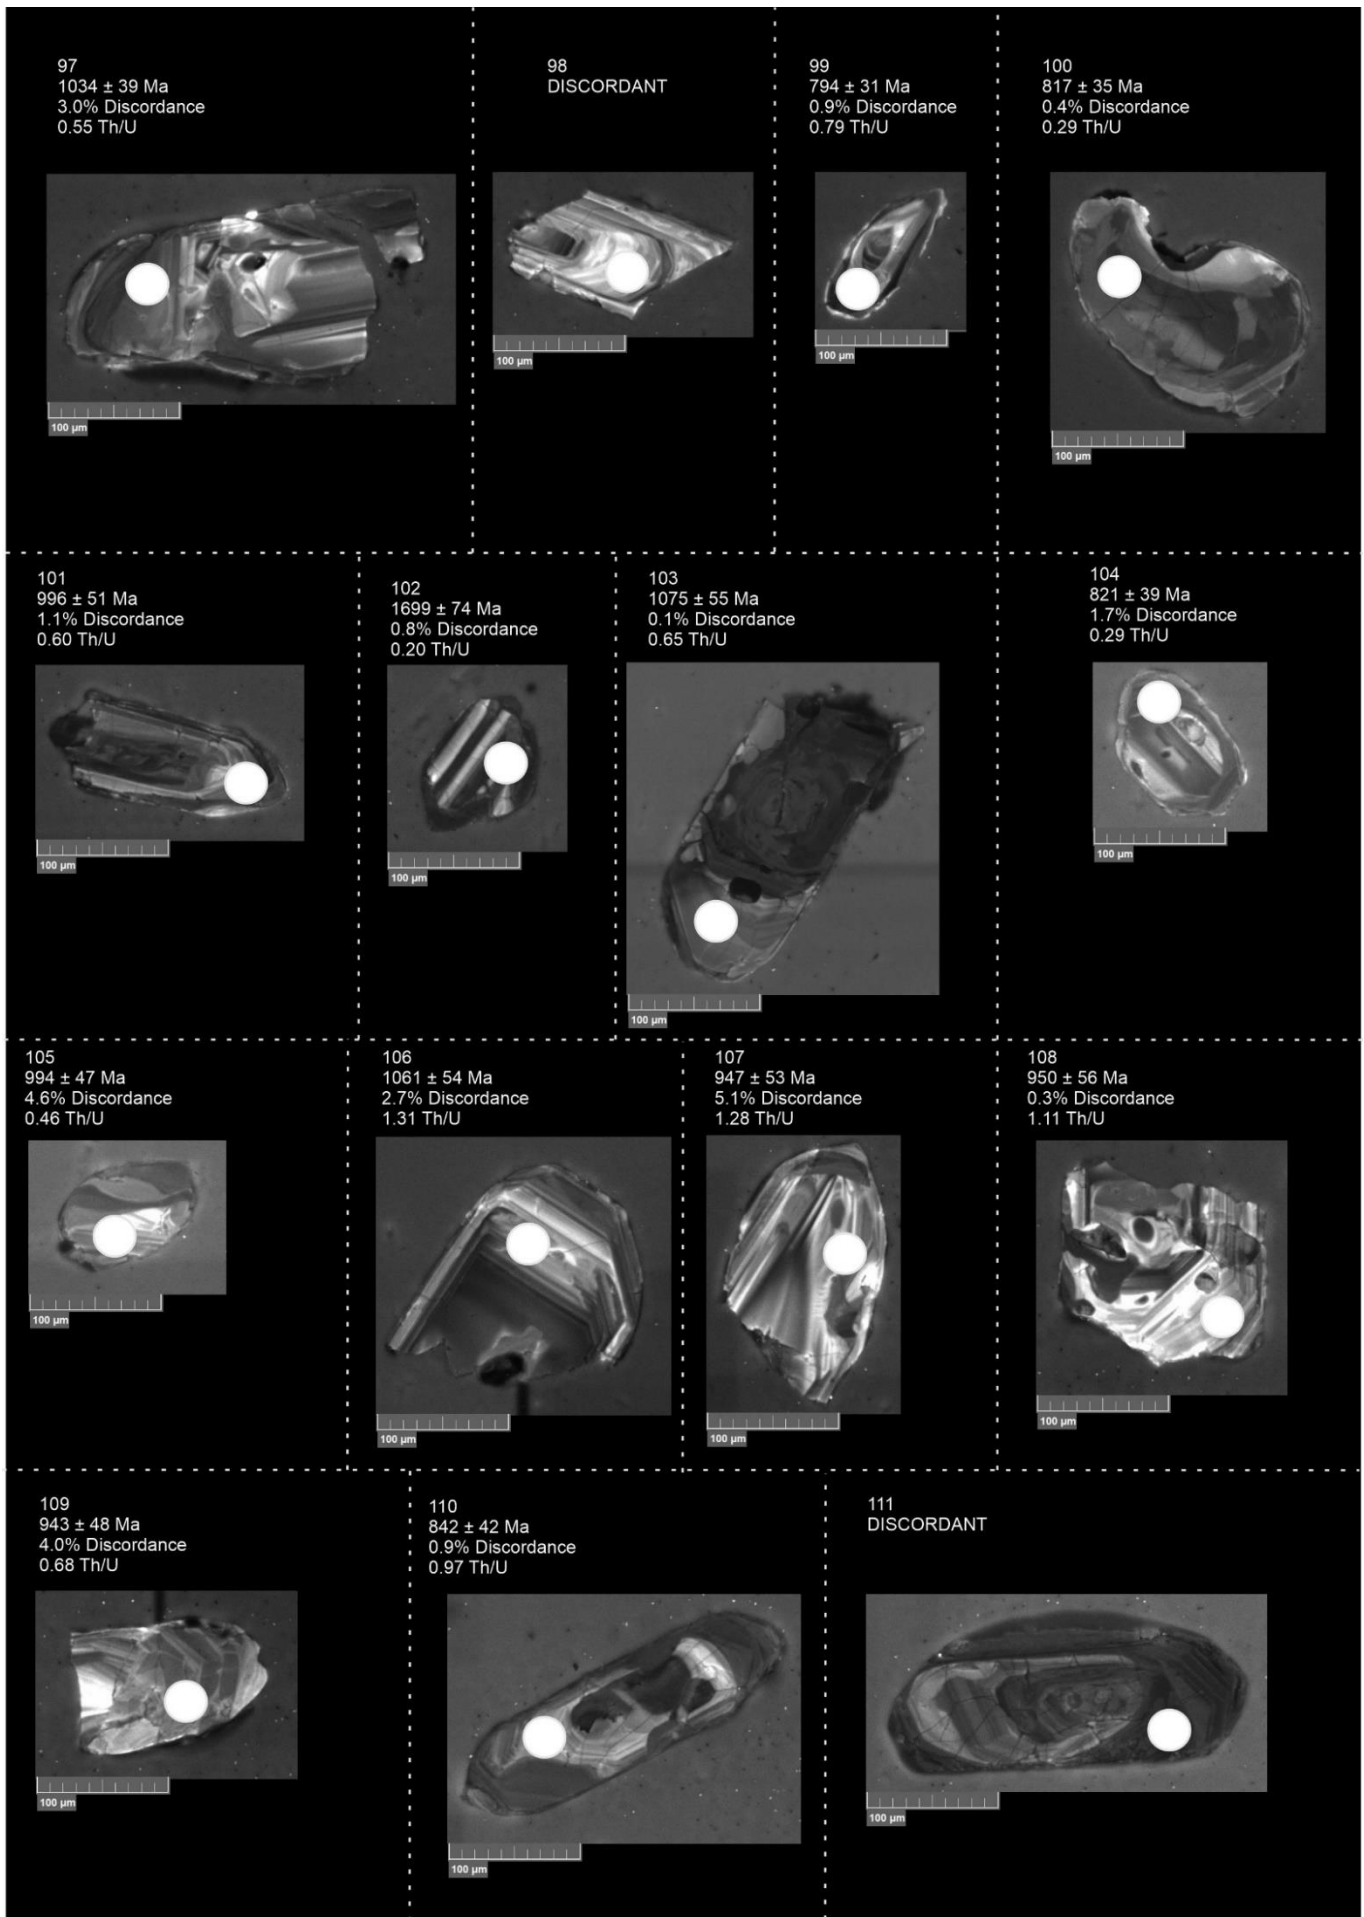 97
1034 ± 39 Ma
3.0% Discordance
0.55 Th/U
100 µm
98
DISCORDANT
100 µm
99
794 ± 31 Ma
0.9% Discordance
0.79 Th/U
100 µm
100
817 ± 35 Ma
0.4% Discordance
0.29 Th/U
100 µm
101
996 ± 51 Ma
1.1% Discordance
0.60 Th/U
100 µm
102
1699 ± 74 Ma
0.8% Discordance
0.20 Th/U
100 µm
103
1075 ± 55 Ma
0.1% Discordance
0.65 Th/U
100 µm
104
821 ± 39 Ma
1.7% Discordance
0.29 Th/U
100 µm
105
994 ± 47 Ma
4.6% Discordance
0.46 Th/U
100 µm
106
1061 ± 54 Ma
2.7% Discordance
1.31 Th/U
100 µm
107
947 ± 53 Ma
5.1% Discordance
1.28 Th/U
100 µm
108
950 ± 56 Ma
0.3% Discordance
1.11 Th/U
100 µm
109
943 ± 48 Ma
4.0% Discordance
0.68 Th/U
100 µm
110
842 ± 42 Ma
0.9% Discordance
0.97 Th/U
100 µm
111
DISCORDANT
100 µm